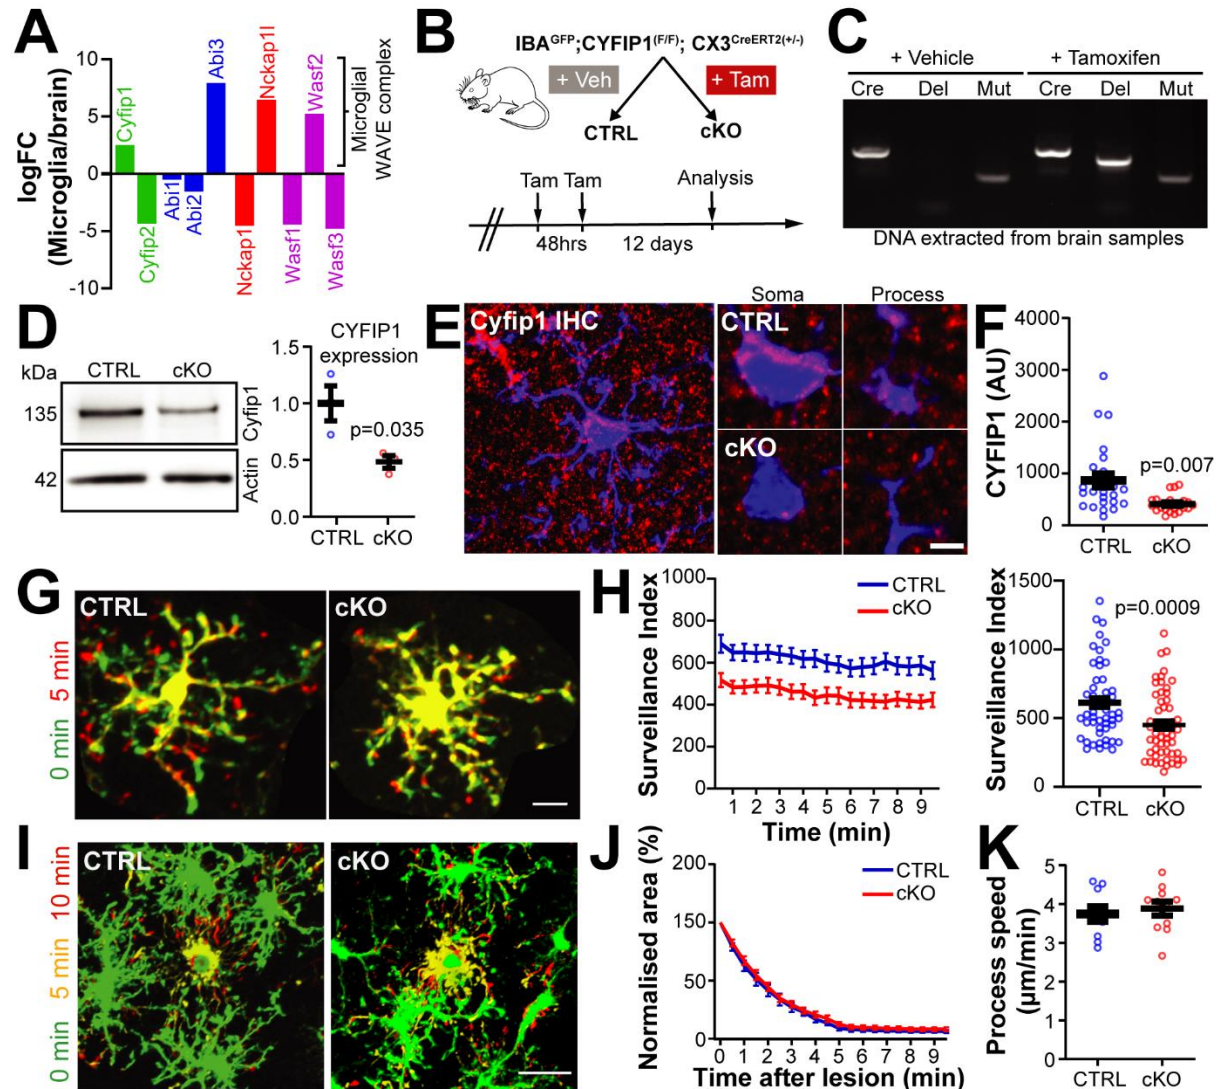 A
logFC
(Microglia/brain)
10
5
0
-5
-10
Cyfip1
Cyfip2
Abi1
Abi2
Abi3
Nckap1
Nckap1l
Wasf1
Wasf2
Wasf3
Microglial
WAVE complex
B
IBA^GFP;CYFIP1^(F/F); CX3^CreERT2(+/-)
+ Veh
+ Tam
CTRL
cKO
Tam Tam
Analysis
48hrs
12 days
C
+ Vehicle
+ Tamoxifen
Cre Del Mut Cre Del Mut
DNA extracted from brain samples
D
kDa
CTRL cKO
135
Cyfip1
42
Actin
CYFIP1
expression
1.5
1.0
0.5
0.0
p=0.035
CTRL cKO
E
Cyfip1 IHC
Soma Process
CTRL
cKO
F
CYFIP1 (AU)
4000
3000
2000
1000
0
p=0.007
CTRL cKO
G
0 min 5 min
CTRL
cKO
H
Surveillance Index
1000
800
600
400
200
0
CTRL
cKO
1 2 3 4 5 6 7 8 9
Time (min)
Surveillance Index
1500
1000
500
0
p=0.0009
CTRL cKO
I
0 min 5 min 10 min
CTRL
cKO
J
Normalised area (%)
200
150
50
0
CTRL
cKO
0 1 2 3 4 5 6 7 8 9
Time after lesion (min)
K
Process speed
(µm/min)
5
4
3
2
1
0
CTRL cKO